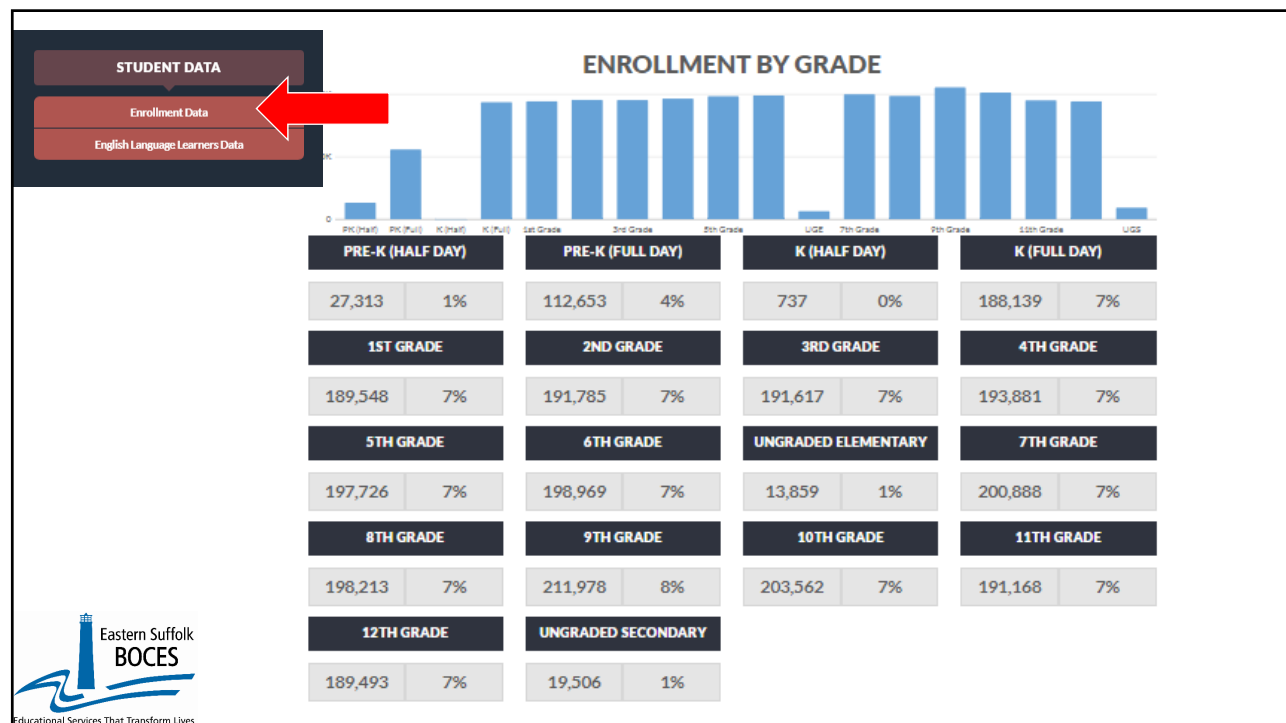 STUDENT DATA
Enrollment Data
English Language Learners Data
ENROLLMENT BY GRADE
0
PK (Half) PK (Full) K (Half) K (Full) 1st Grade 3rd Grade 5th Grade UGE 7th Grade 9th Grade 11th Grade UGS
PRE-K (HALF DAY) PRE-K (FULL DAY) K (HALF DAY) K (FULL DAY)
27,313 1% 112,653 4% 737 0% 188,139 7%
1ST GRADE 2ND GRADE 3RD GRADE 4TH GRADE
189,548 7% 191,785 7% 191,617 7% 193,881 7%
5TH GRADE 6TH GRADE UNGRADED ELEMENTARY 7TH GRADE
197,726 7% 198,969 7% 13,859 1% 200,888 7%
8TH GRADE 9TH GRADE 10TH GRADE 11TH GRADE
198,213 7% 211,978 8% 203,562 7% 191,168 7%
12TH GRADE UNGRADED SECONDARY
189,493 7% 19,506 1%
Eastern Suffolk
BOCES
Educational Services That Transform Lives